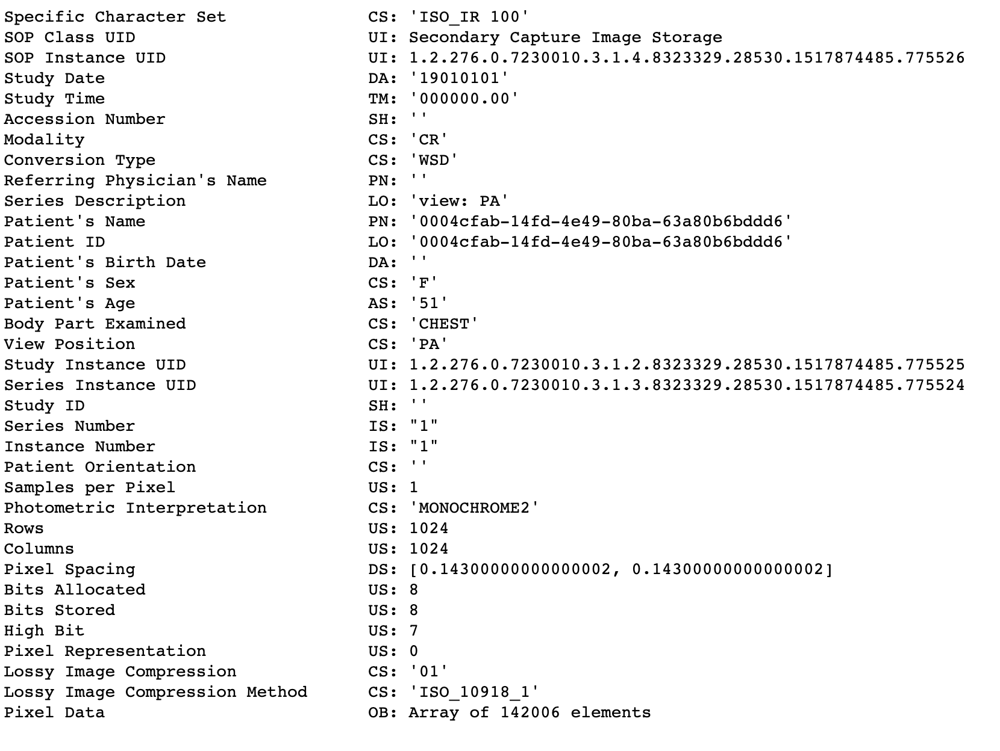 Specific Character Set CS: 'ISO_IR 100'
SOP Class UID UI: Secondary Capture Image Storage
SOP Instance UID UI: 1.2.276.0.7230010.3.1.4.8323329.28530.1517874485.775526
Study Date DA: '19010101'
Study Time TM: '000000.00'
Accession Number SH: ''
Modality CS: 'CR'
Conversion Type CS: 'WSD'
Referring Physician's Name PN: ''
Series Description LO: 'view: PA'
Patient's Name PN: '0004cfab-14fd-4e49-80ba-63a80b6bddd6'
Patient ID LO: '0004cfab-14fd-4e49-80ba-63a80b6bddd6'
Patient's Birth Date DA: ''
Patient's Sex CS: 'F'
Patient's Age AS: '51'
Body Part Examined CS: 'CHEST'
View Position CS: 'PA'
Study Instance UID UI: 1.2.276.0.7230010.3.1.2.8323329.28530.1517874485.775525
Series Instance UID UI: 1.2.276.0.7230010.3.1.3.8323329.28530.1517874485.775524
Study ID SH: ''
Series Number IS: "1"
Instance Number IS: "1"
Patient Orientation CS: ''
Samples per Pixel US: 1
Photometric Interpretation CS: 'MONOCHROME2'
Rows US: 1024
Columns US: 1024
Pixel Spacing DS: [0.14300000000000002, 0.14300000000000002]
Bits Allocated US: 8
Bits Stored US: 8
High Bit US: 7
Pixel Representation US: 0
Lossy Image Compression CS: '01'
Lossy Image Compression Method CS: 'ISO_10918_1'
Pixel Data OB: Array of 142006 elements